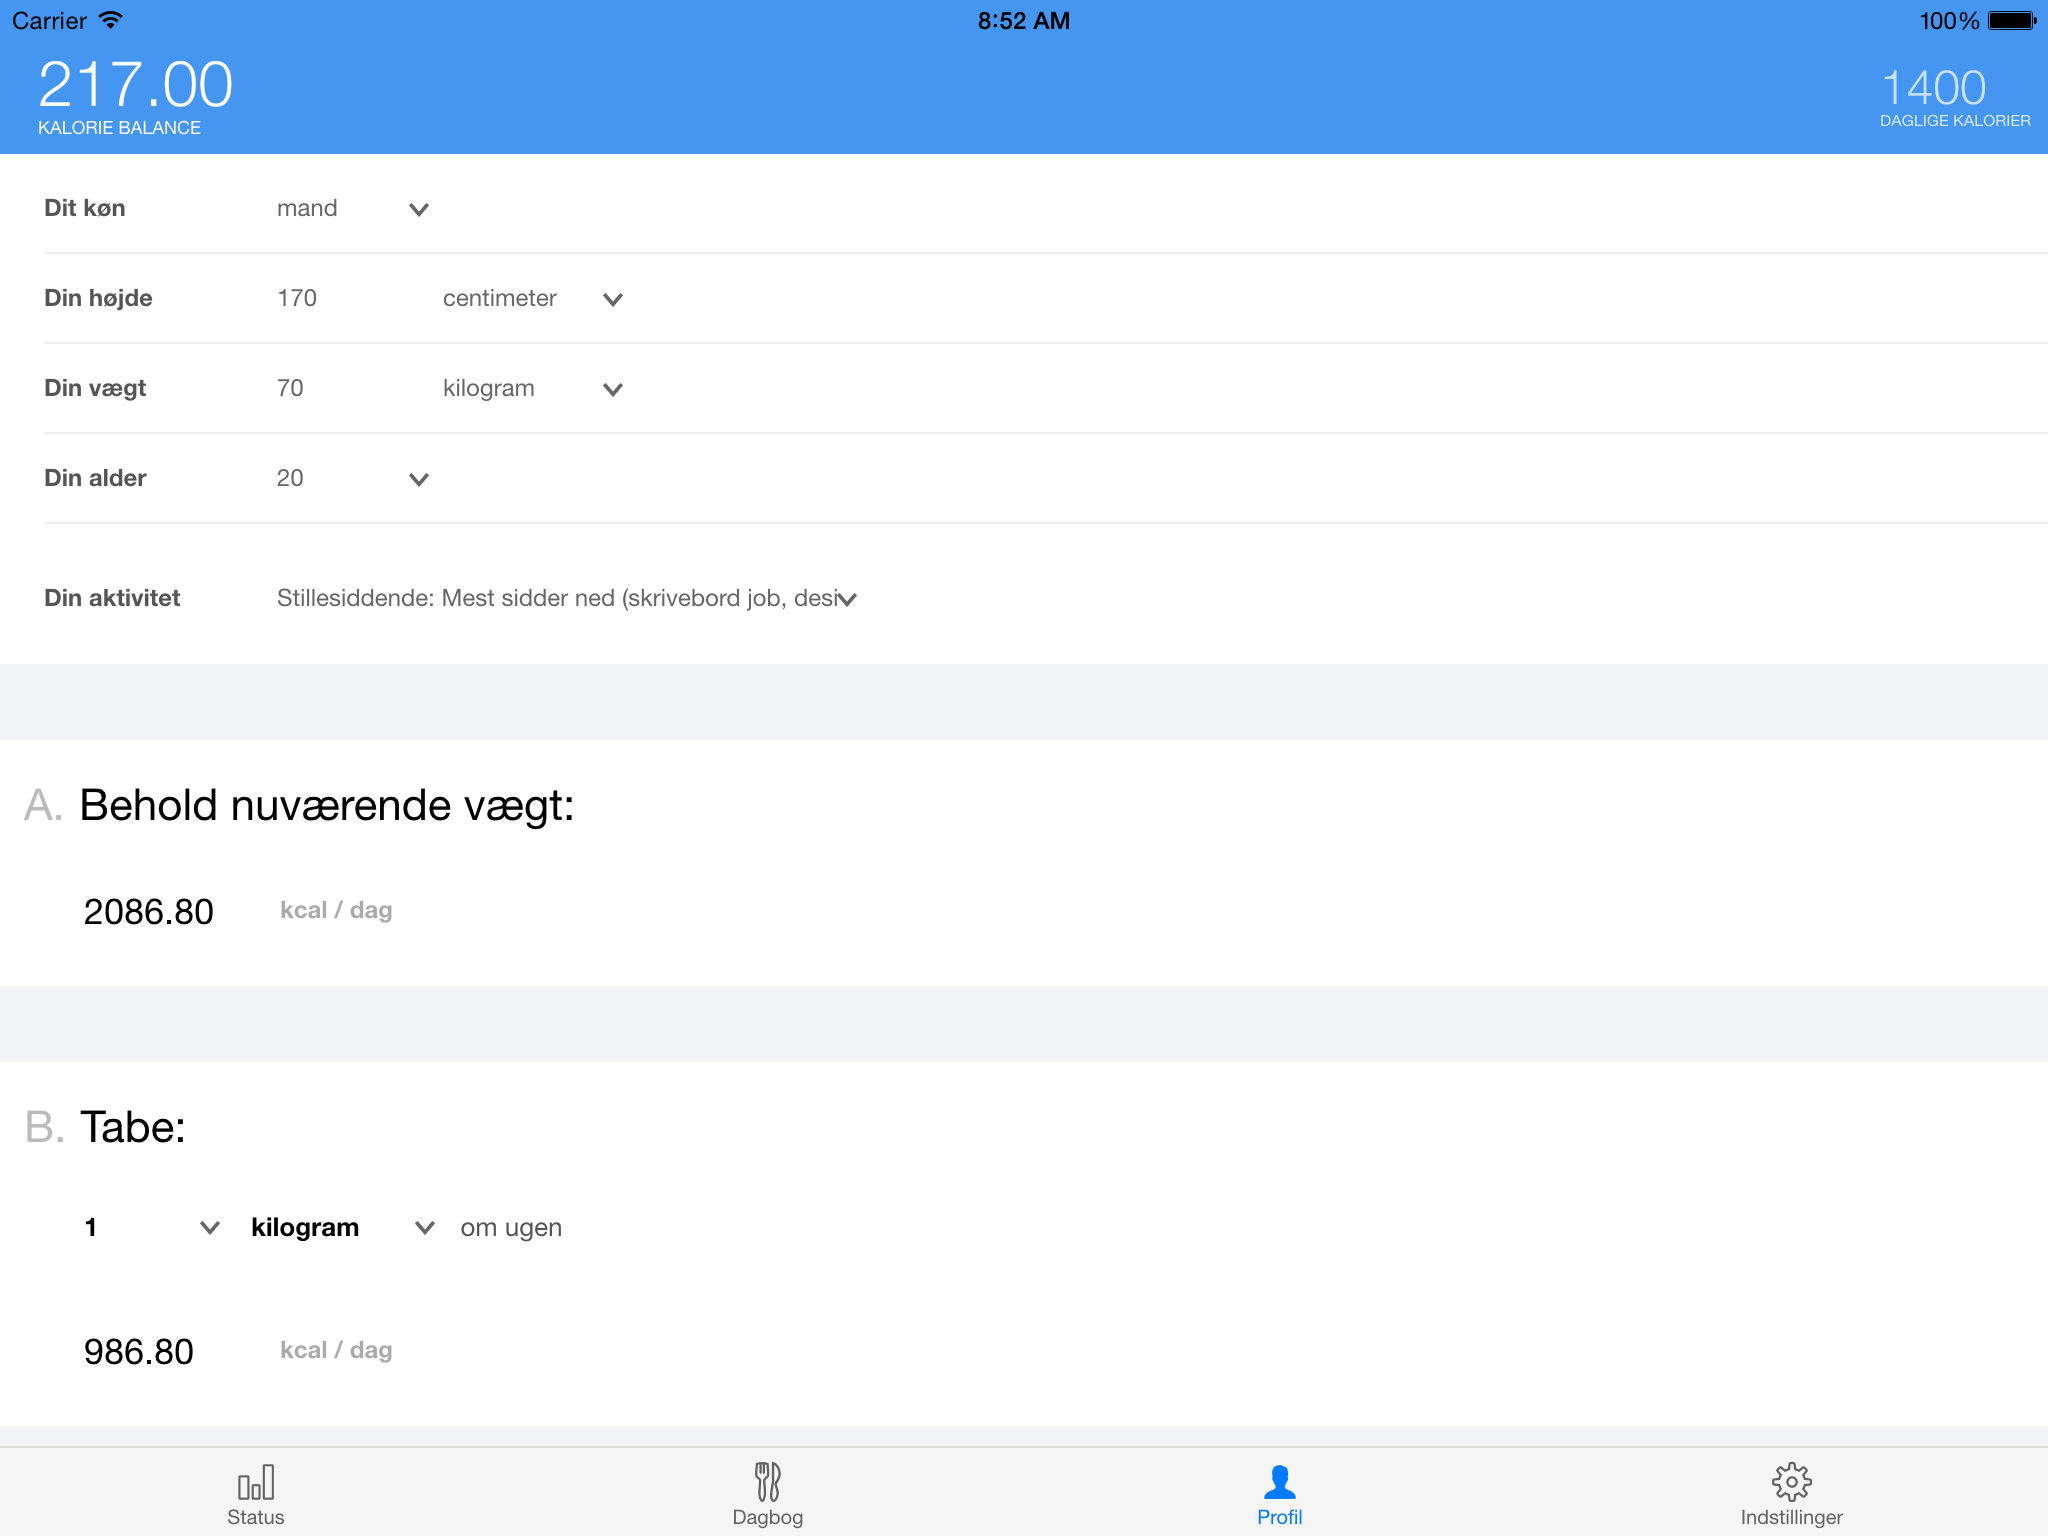 Carrier 8:52 AM 100%
217.00 1400
KALORIE BALANCE DAGLIGE KALORIER
Dit køn mand
Din højde 170 centimeter
Din vægt 70 kilogram
Din alder 20
Din aktivitet Stillesiddende: Mest sidder ned (skrivebord job, desi
A. Behold nuværende vægt:
2086.80 kcal / dag
B. Tabe:
1 kilogram om ugen
986.80 kcal / dag
Status Dagbog Profil Indstillinger